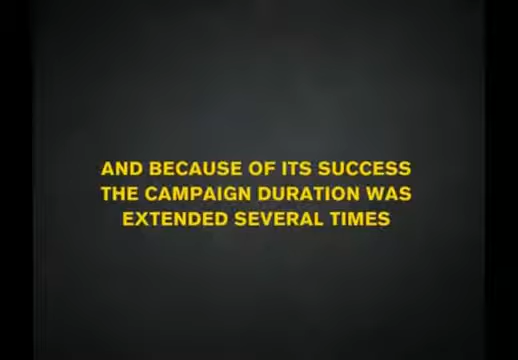 AND BECAUSE OF ITS SUCCESS
THE CAMPAIGN DURATION WAS
EXTENDED SEVERAL TIMES